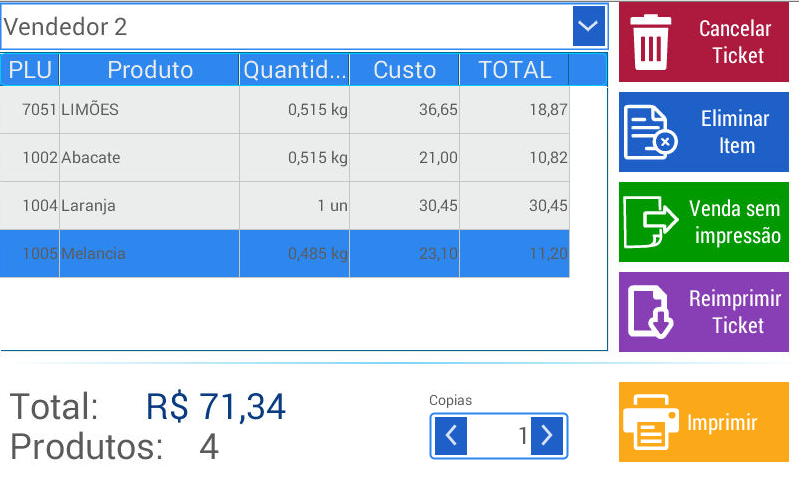 Vendedor 2
PLU Produto Quantid... Custo TOTAL
7051 LIMÕES 0,515 kg 36,65 18,87
1002 Abacate 0,515 kg 21,00 10,82
1004 Laranja 1 un 30,45 30,45
1005 Melancia 0,485 kg 23,10 11,20
Total: R$ 71,34
Produtos: 4
Copias
1
Cancelar
Ticket
Eliminar
Item
Venda sem
impressão
Reimprimir
Ticket
Imprimir